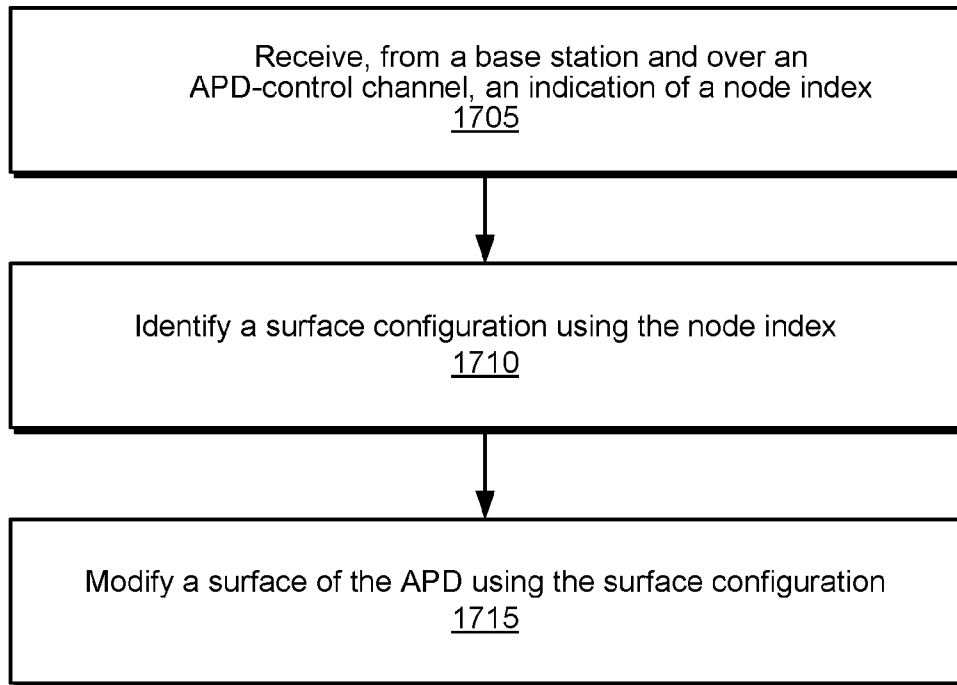 Receive, from a base station and over an
APD-control channel, an indication of a node index
1705
Identify a surface configuration using the node index
1710
Modify a surface of the APD using the surface configuration
1715